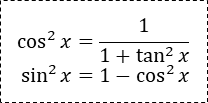 cos² x = 1 / (1 + tan² x)
sin² x = 1 − cos² x